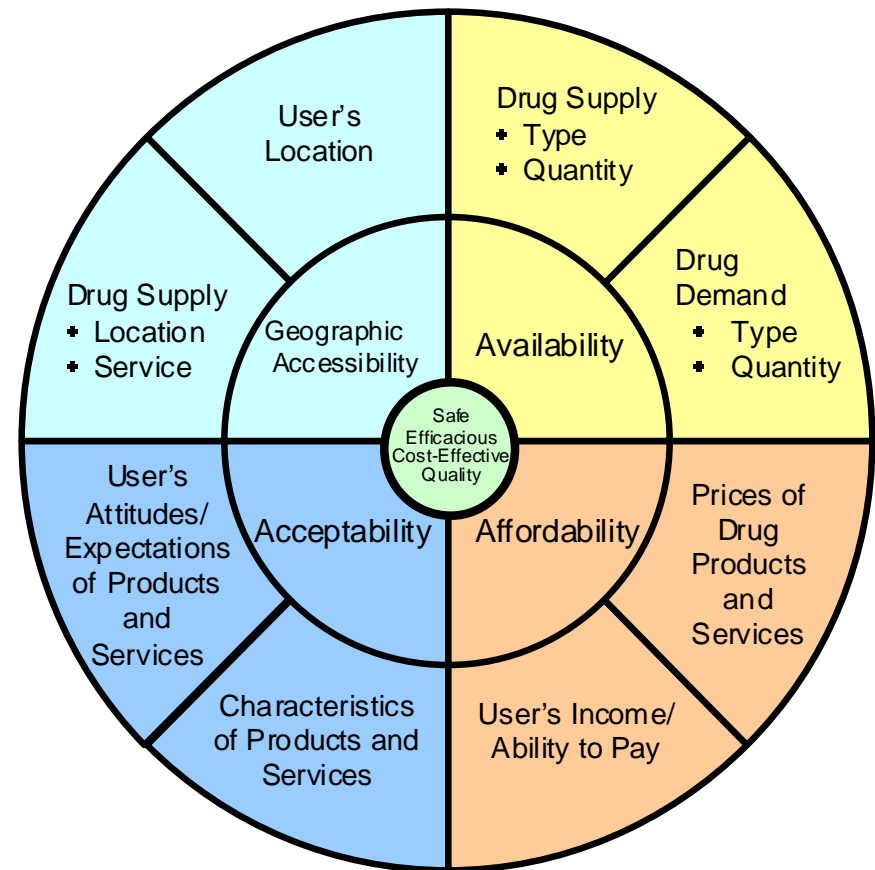 User's
Location
Drug Supply
• Type
• Quantity
Drug Supply
• Location
• Service
Drug
Demand
• Type
• Quantity
Geographic
Accessibility
Availability
Safe
Efficacious
Cost-Effective
Quality
Acceptability
Affordability
User's
Attitudes/
Expectations
of Products
and
Services
Prices of
Drug
Products
and
Services
Characteristics
of Products and
Services
User's Income/
Ability to Pay